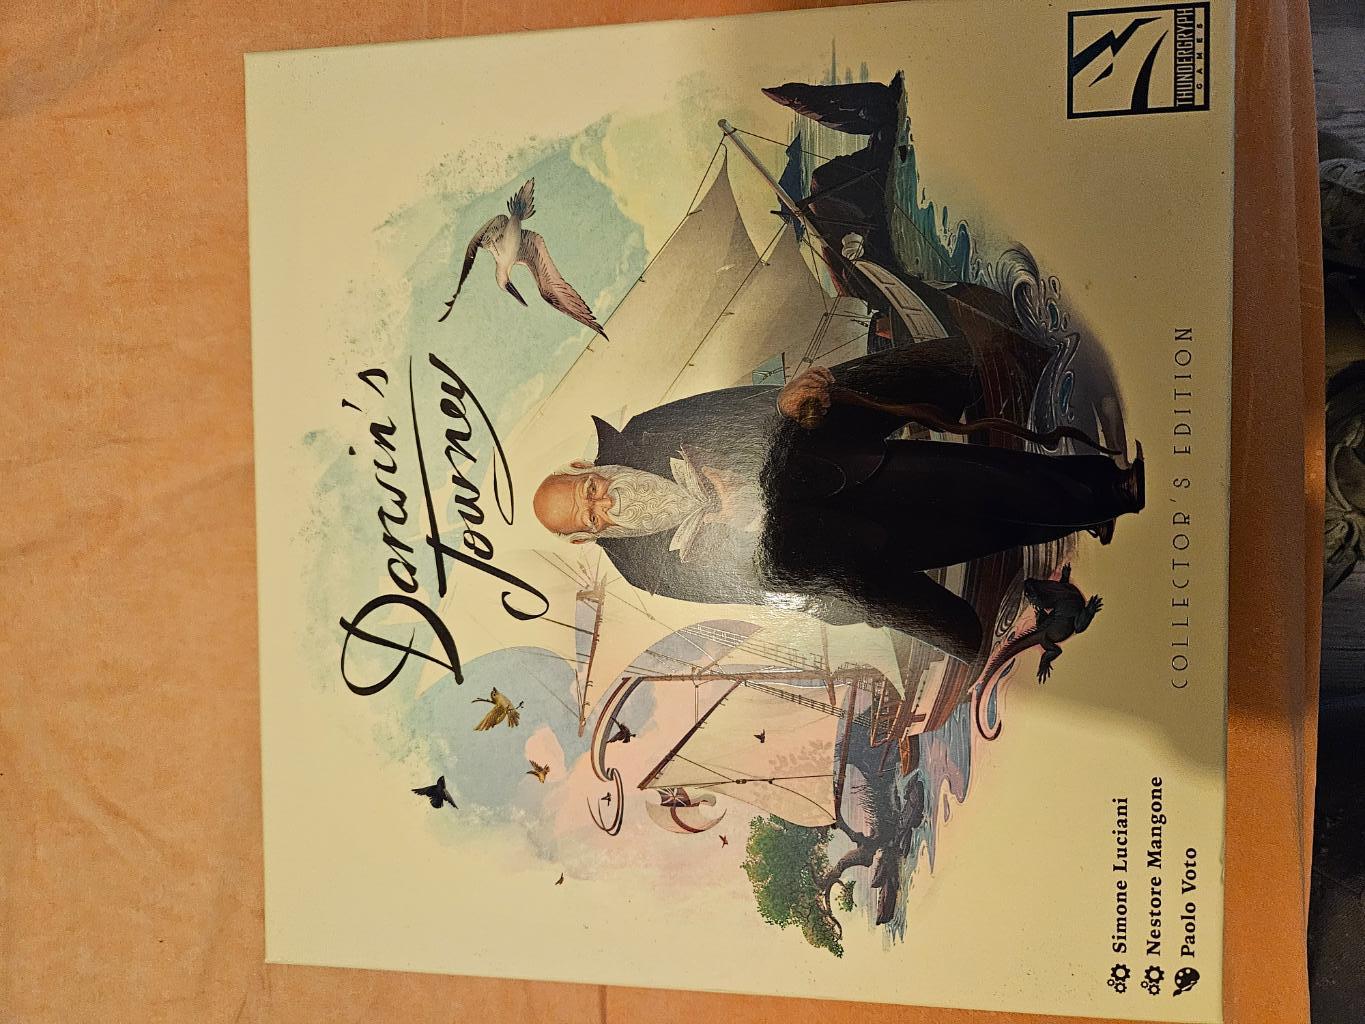 Darwin's
Journey
COLLECTOR'S EDITION
Simone Luciani
Nestore Mangone
Paolo Voto
THUNDERGRYPH
GAMES